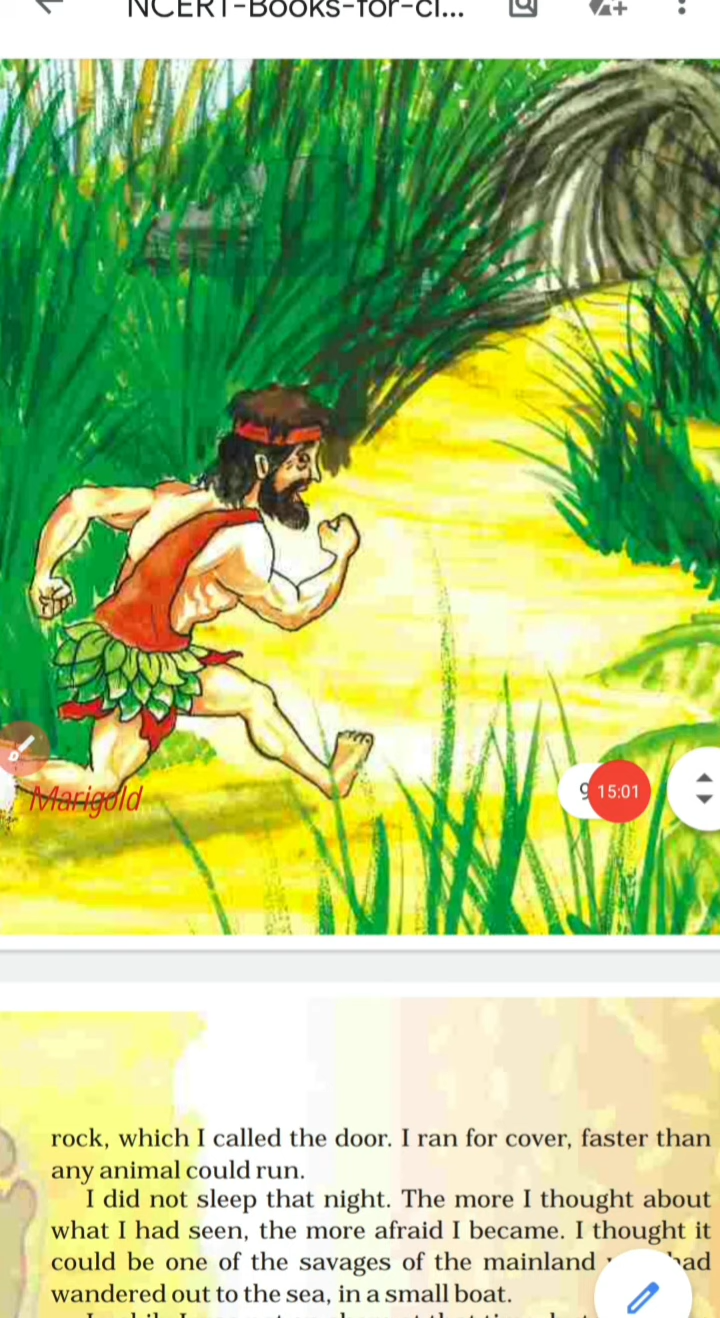 NCERT-Books-for-cl...
Marigold
9 15:01
rock, which I called the door. I ran for cover, faster than
any animal could run.
I did not sleep that night. The more I thought about
what I had seen, the more afraid I became. I thought it
could be one of the savages of the mainland had
wandered out to the sea, in a small boat.